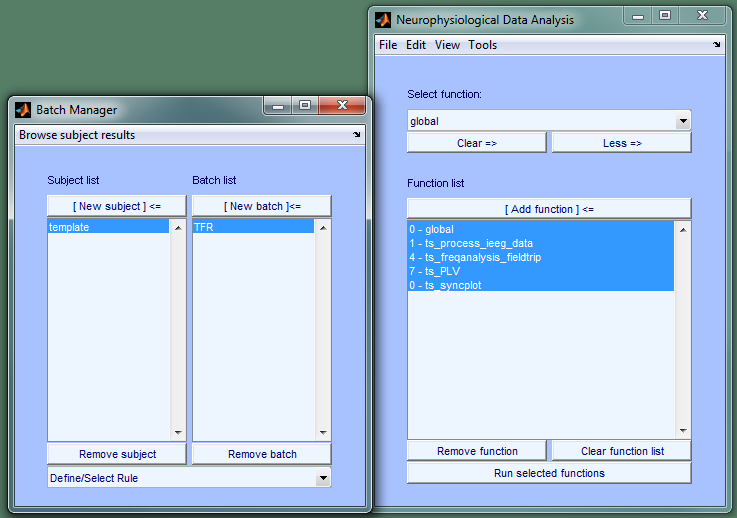 Neurophysiological Data Analysis
File Edit View Tools
Select function:
global
Clear => Less =>
Function list
[ Add function ] <=
0 - global
1 - ts_process_ieeg_data
4 - ts_freqanalysis_fieldtrip
7 - ts_PLV
0 - ts_syncplot
Remove function Clear function list
Run selected functions
Batch Manager
Browse subject results
Subject list Batch list
[ New subject ] <= [ New batch ]<=
template TFR
Remove subject Remove batch
Define/Select Rule